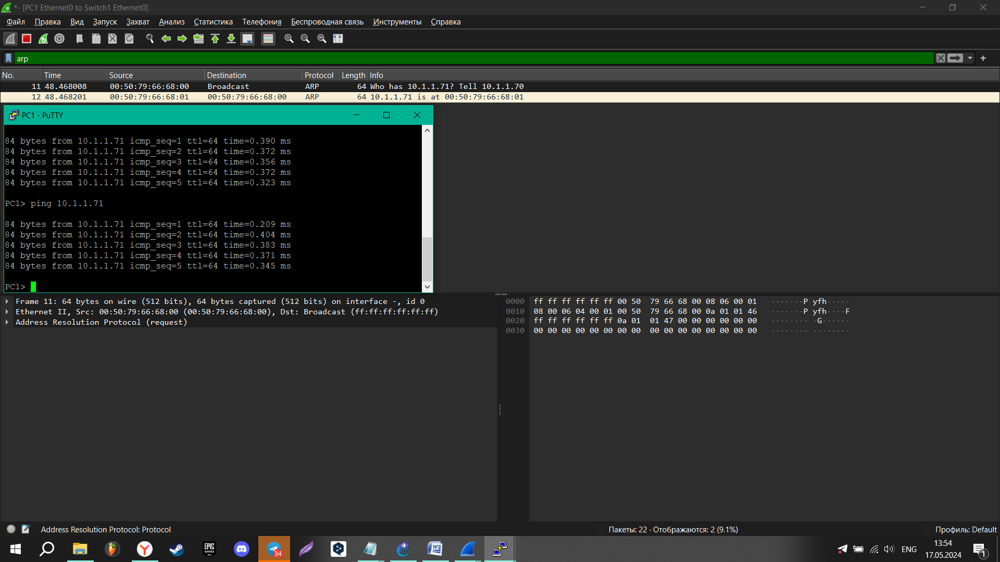 *- [PC1 Ethernet0 to Switch1 Ethernet0]
Файл Правка Вид Запуск Захват Анализ Статистика Телефония Беспроводная связь Инструменты Справка
arp
No. Time Source Destination Protocol Length Info
11 48.468008 00:50:79:66:68:00 Broadcast ARP 64 Who has 10.1.1.71? Tell 10.1.1.70
12 48.468201 00:50:79:66:68:01 00:50:79:66:68:00 ARP 64 10.1.1.71 is at 00:50:79:66:68:01
PC1 - PuTTY
84 bytes from 10.1.1.71 icmp_seq=1 ttl=64 time=0.390 ms
84 bytes from 10.1.1.71 icmp_seq=2 ttl=64 time=0.372 ms
84 bytes from 10.1.1.71 icmp_seq=3 ttl=64 time=0.356 ms
84 bytes from 10.1.1.71 icmp_seq=4 ttl=64 time=0.372 ms
84 bytes from 10.1.1.71 icmp_seq=5 ttl=64 time=0.323 ms
PC1> ping 10.1.1.71
84 bytes from 10.1.1.71 icmp_seq=1 ttl=64 time=0.209 ms
84 bytes from 10.1.1.71 icmp_seq=2 ttl=64 time=0.404 ms
84 bytes from 10.1.1.71 icmp_seq=3 ttl=64 time=0.383 ms
84 bytes from 10.1.1.71 icmp_seq=4 ttl=64 time=0.371 ms
84 bytes from 10.1.1.71 icmp_seq=5 ttl=64 time=0.345 ms
PC1>
Frame 11: 64 bytes on wire (512 bits), 64 bytes captured (512 bits) on interface -, id 0
Ethernet II, Src: 00:50:79:66:68:00 (00:50:79:66:68:00), Dst: Broadcast (ff:ff:ff:ff:ff:ff)
Address Resolution Protocol (request)
0000 ff ff ff ff ff ff 00 50 79 66 68 00 08 06 00 01 ·······P yfh·····
0010 08 00 06 04 00 01 00 50 79 66 68 00 0a 01 01 46 ·······P yfh····F
0020 ff ff ff ff ff ff 0a 01 01 47 00 00 00 00 00 00 ········ ·G······
0030 00 00 00 00 00 00 00 00 00 00 00 00 00 00 00 00 ········ ········
Address Resolution Protocol: Protocol
Пакеты: 22 · Отображаются: 2 (9.1%)
Профиль: Default
EPIC GAMES
34
ENG
13:54
17.05.2024
1